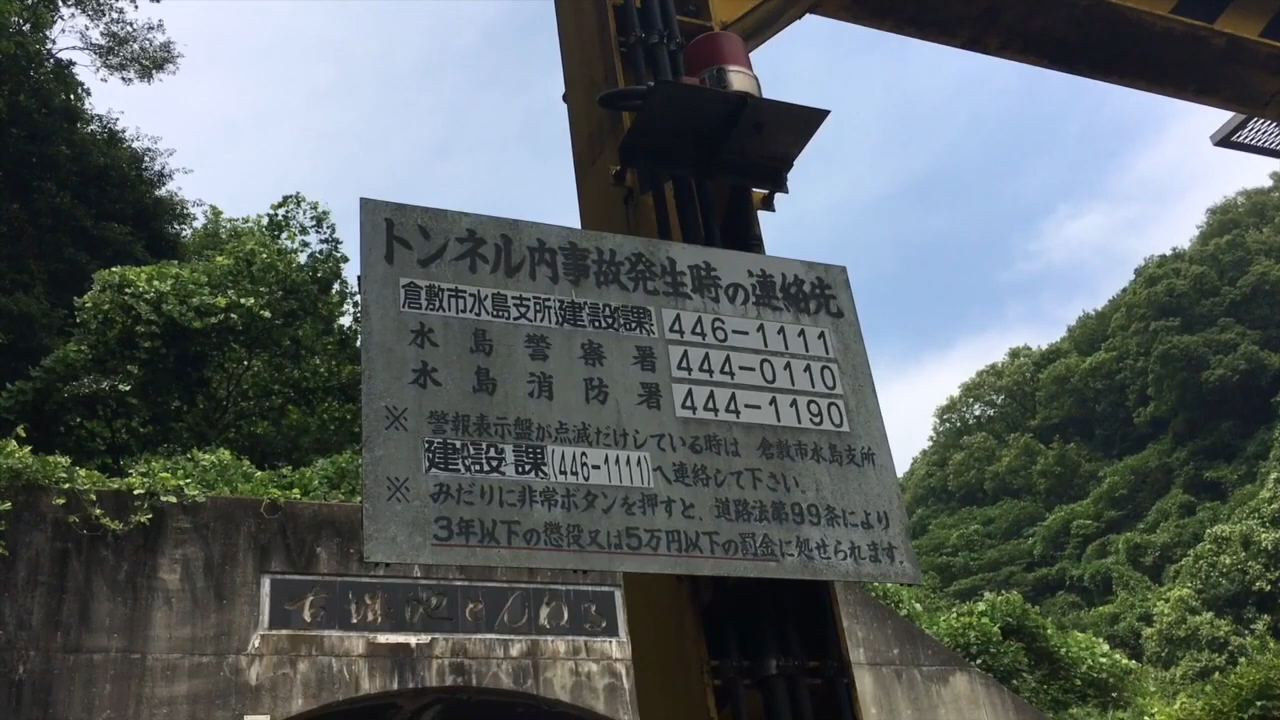 トンネル内事故発生時の連絡先
倉敷市水島支所建設課 446-1111
水島警察署 444-0110
水島消防署 444-1190
※ 警報表示盤が点滅だけしている時は 倉敷市水島支所
建設課(446-1111)へ連絡して下さい.
※ みだりに非常ボタンを押すと、道路法第99条により
3年以下の懲役又は5万円以下の罰金に処せられます.